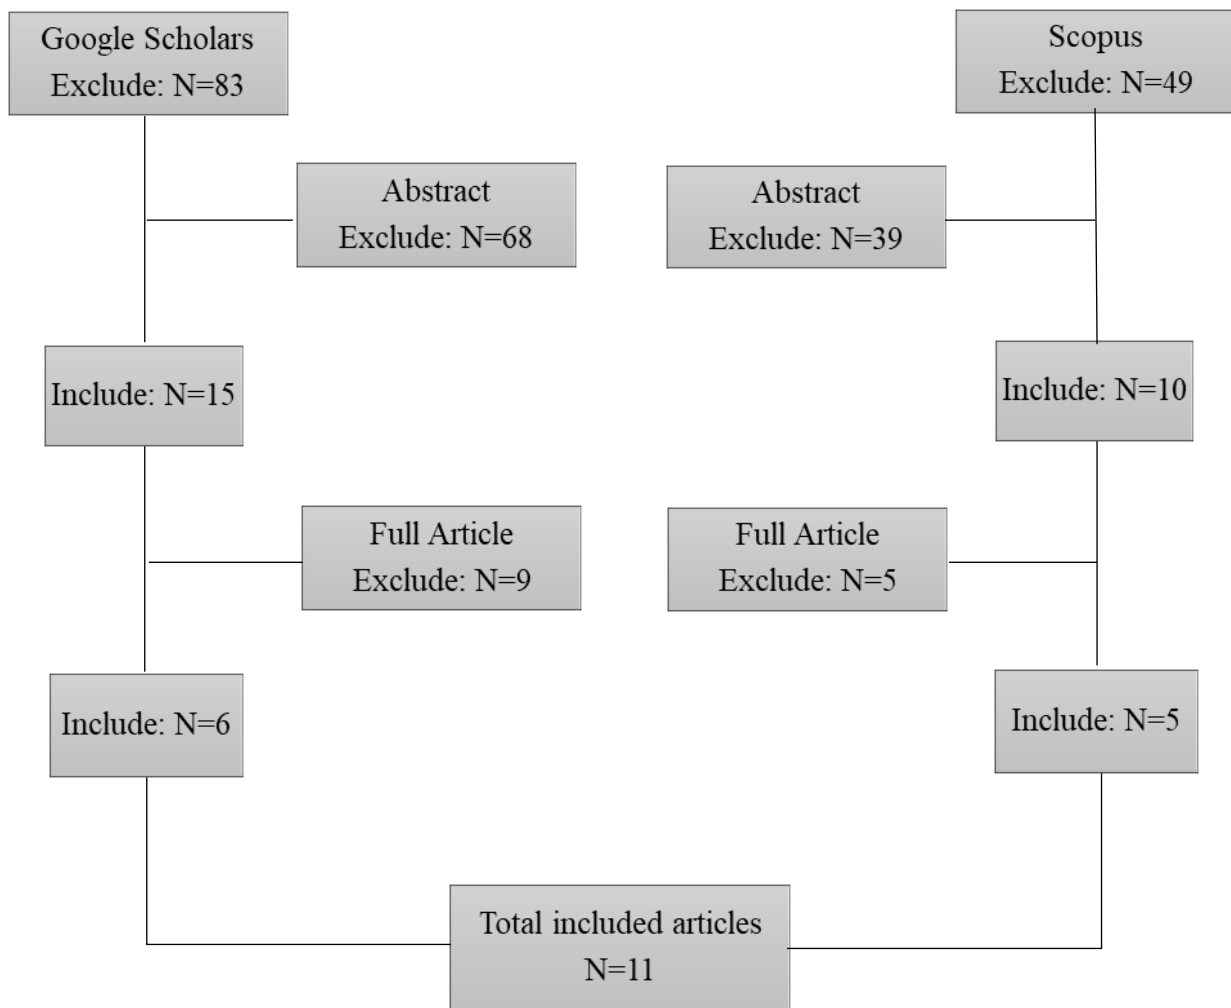 Google Scholars
Exclude: N=83
Scopus
Exclude: N=49
Abstract
Exclude: N=68
Abstract
Exclude: N=39
Include: N=15
Include: N=10
Full Article
Exclude: N=9
Full Article
Exclude: N=5
Include: N=6
Include: N=5
Total included articles
N=11